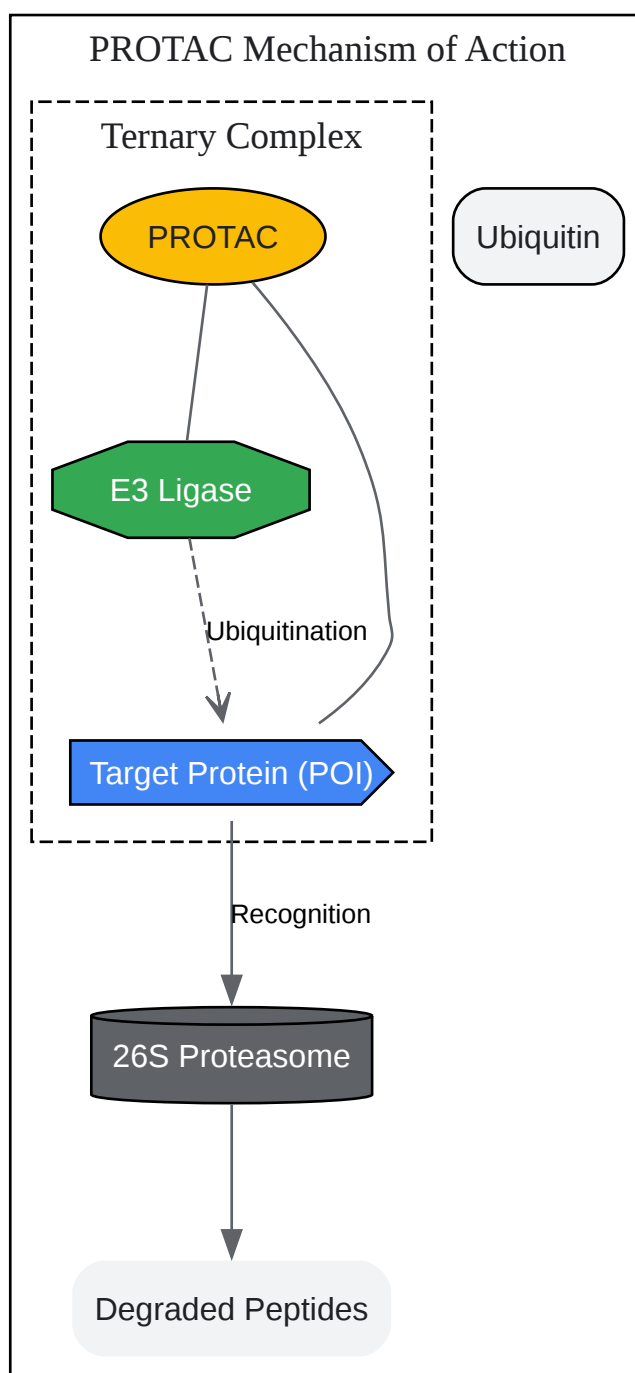 PROTAC Mechanism of Action
Ternary Complex
PROTAC
Ubiquitin
E3 Ligase
Ubiquitination
Target Protein (POI)
Recognition
26S Proteasome
Degraded Peptides